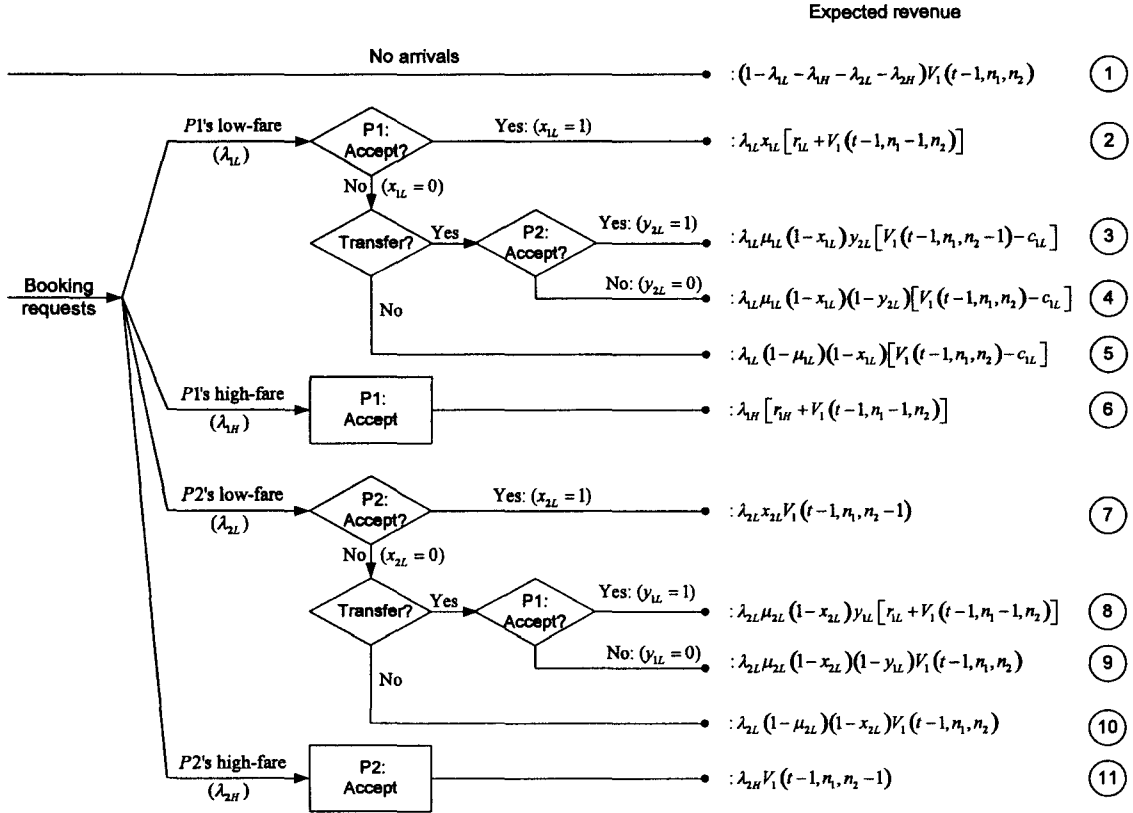 Expected revenue
No arrivals
: (1−λ₁L−λ₁H−λ₂L−λ₂H)V₁(t−1,n₁,n₂)
1
P1's low-fare
(λ₁L)
P1:
Accept?
Yes: (x₁L = 1)
: λ₁L x₁L [r₁L + V₁(t−1,n₁−1,n₂)]
2
No (x₁L = 0)
Transfer?
Yes
P2:
Accept?
Yes: (y₂L = 1)
: λ₁L μ₁L (1−x₁L) y₂L [V₁(t−1,n₁,n₂−1)−c₁L]
3
No: (y₂L = 0)
: λ₁L μ₁L (1−x₁L)(1−y₂L)[V₁(t−1,n₁,n₂)−c₁L]
4
Booking
requests
No
: λ₁L (1−μ₁L)(1−x₁L)[V₁(t−1,n₁,n₂)−c₁L]
5
P1's high-fare
(λ₁H)
P1:
Accept
: λ₁H [r₁H + V₁(t−1,n₁−1,n₂)]
6
P2's low-fare
(λ₂L)
P2:
Accept?
Yes: (x₂L = 1)
: λ₂L x₂L V₁(t−1,n₁,n₂−1)
7
No (x₂L = 0)
Transfer?
Yes
P1:
Accept?
Yes: (y₁L = 1)
: λ₂L μ₂L (1−x₂L) y₁L [r₁L + V₁(t−1,n₁−1,n₂)]
8
No: (y₁L = 0)
: λ₂L μ₂L (1−x₂L)(1−y₁L)V₁(t−1,n₁,n₂)
9
No
: λ₂L (1−μ₂L)(1−x₂L)V₁(t−1,n₁,n₂)
10
P2's high-fare
(λ₂H)
P2:
Accept
: λ₂H V₁(t−1,n₁,n₂−1)
11